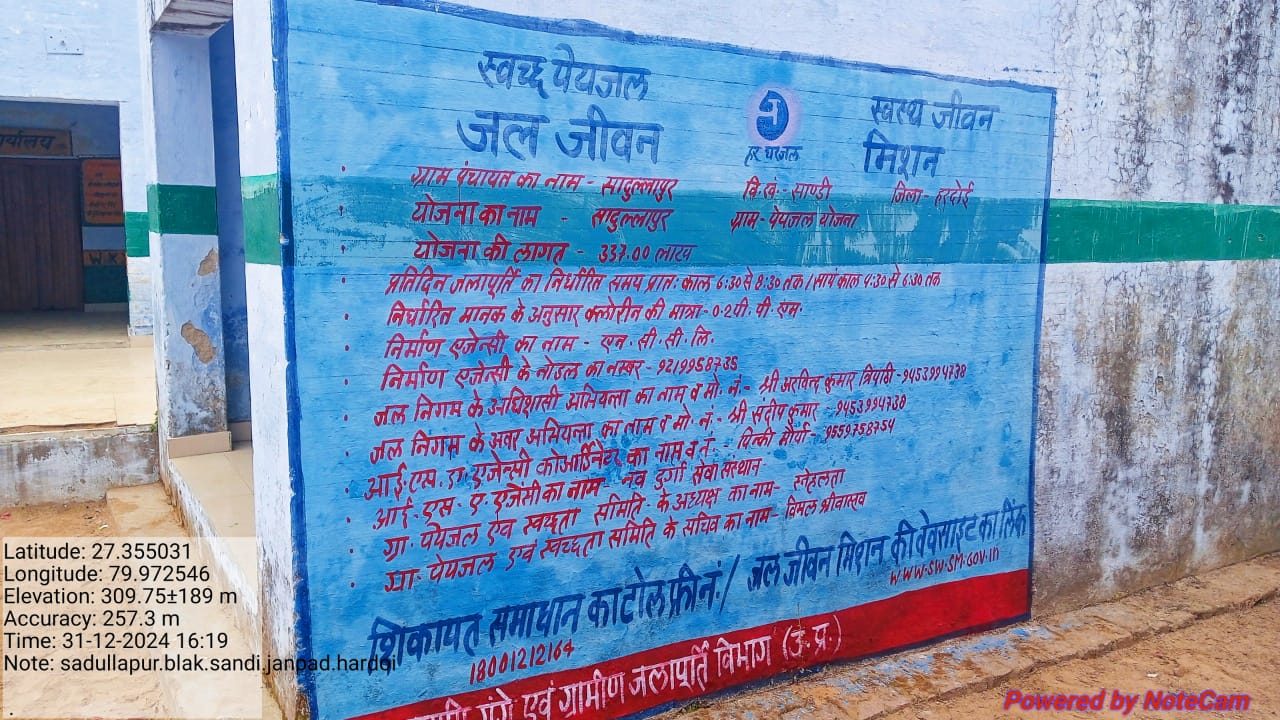 स्वच्छ पेयजल
स्वस्थ जीवन
जल जीवन
मिशन
हर घर जल
ग्राम पंचायत का नाम - सादुल्लापुर वि.खं:- साण्डी जिला- हरदोई
योजना का नाम - सादुल्लापुर ग्राम- पेयजल योजना
योजना की लागत - 337.00 लाख
प्रतिदिन जलापूर्ति का निर्धारित समय प्रातः काल 6:30 से 8:30 तक / सायं काल 4:30 से 6:30 तक
निर्धारित मानक के अनुसार क्लोरीन की मात्रा - 0.2 पी. पी. एम.
निर्माण एजेन्सी का नाम - एन. सी. सी. लि.
निर्माण एजेन्सी के नोडल का नम्बर - 9219958735
जल निगम के अधिशासी अभियन्ता का नाम व मो. नं.- श्री अरविन्द कुमार त्रिपाठी - 9453994738
जल निगम के अवर अभियन्ता का नाम व मो. नं:- श्री संदीप कुमार - 9453994738
आई.एस.ए.एजेन्सी कोआर्डिनेटर का नाम व नं- पिन्की मौर्या- 9559758754
आई- एस- ए- एजेंसी का नाम- नव दुर्गा सेवा संस्थान
ग्रा- पेयजल एवं स्वच्छता समिति - के अध्यक्ष का नाम- स्नेहलता
ग्रा- पेयजल एवं स्वच्छता समिति के सचिव का नाम- विमल श्रीवास्तव
शिकायत समाधान का टोल फ्री नं:/ जल जीवन मिशन की वेबसाइट का लिंक
18001212164
WWW.SWSM.GOV.in
नमामि गंगे एवं ग्रामीण जलापूर्ति विभाग (उ.प्र.)
Latitude: 27.355031
Longitude: 79.972546
Elevation: 309.75±189 m
Accuracy: 257.3 m
Time: 31-12-2024 16:19
Note: sadullapur.blak.sandi.janpad.hardoi
.
Powered by NoteCam